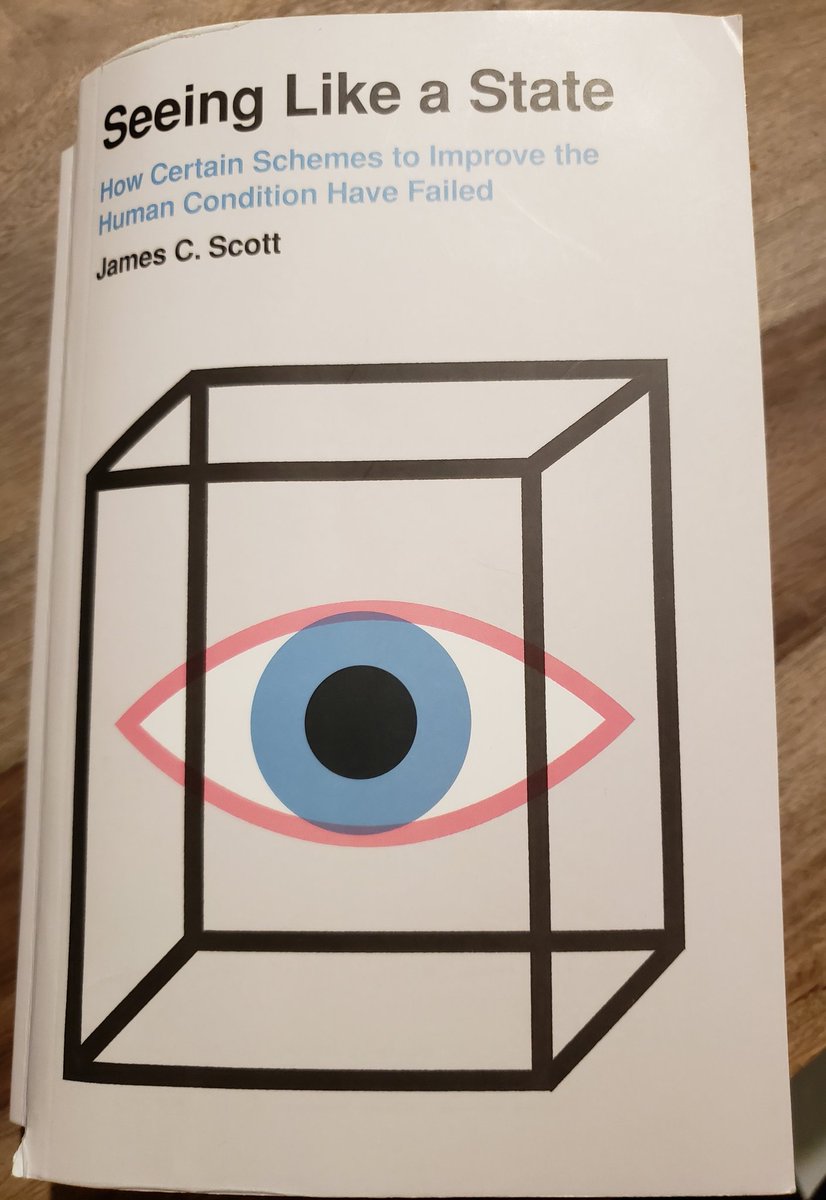 Seeing Like a State
How Certain Schemes to Improve the
Human Condition Have Failed
James C. Scott